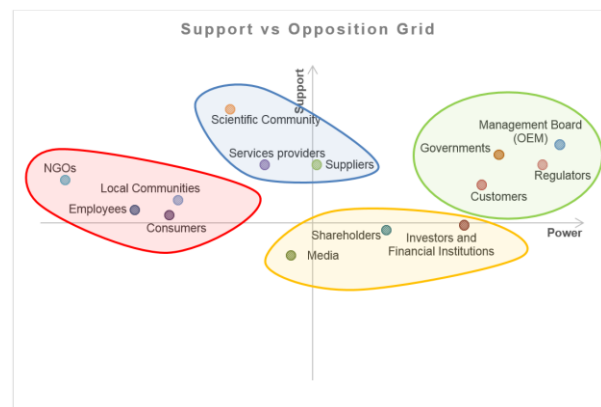 Support vs Opposition Grid
Support
Scientific Community
Management Board
(OEM)
Governments
Services providers
Suppliers
NGOs
Regulators
Local Communities
Customers
Employees
Consumers
Shareholders
Investors and
Financial Institutions
Power
Media